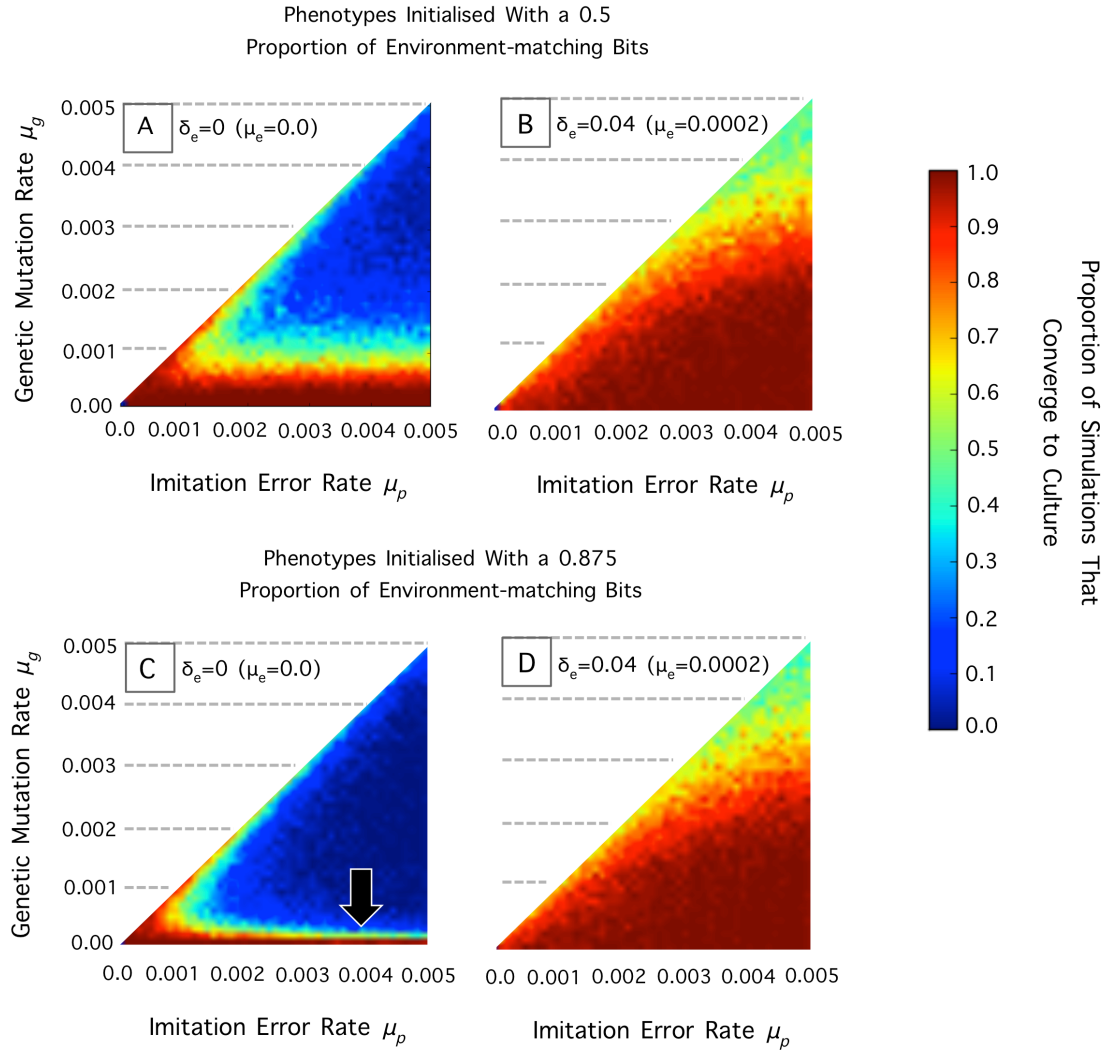 Phenotypes Initialised With a 0.5
Proportion of Environment-matching Bits
A
δe=0 (μe=0.0)
B
δe=0.04 (μe=0.0002)
Genetic Mutation Rate μg
0.005
0.004
0.003
0.002
0.001
0.00
0.0 0.001 0.002 0.003 0.004 0.005
0.0 0.001 0.002 0.003 0.004 0.005
Imitation Error Rate μp
Imitation Error Rate μp
1.0
0.9
0.8
0.7
0.6
0.5
0.4
0.3
0.2
0.1
0.0
Proportion of Simulations That
Converge to Culture
Phenotypes Initialised With a 0.875
Proportion of Environment-matching Bits
C
δe=0 (μe=0.0)
D
δe=0.04 (μe=0.0002)
Genetic Mutation Rate μg
0.005
0.004
0.003
0.002
0.001
0.00
0.0 0.001 0.002 0.003 0.004 0.005
0.0 0.001 0.002 0.003 0.004 0.005
Imitation Error Rate μp
Imitation Error Rate μp